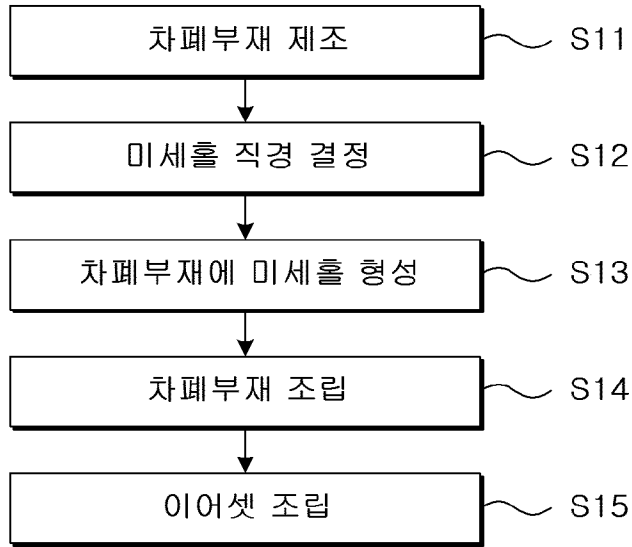 차폐부재 제조 S11
미세홀 직경 결정 S12
차폐부재에 미세홀 형성 S13
차폐부재 조립 S14
이어셋 조립 S15